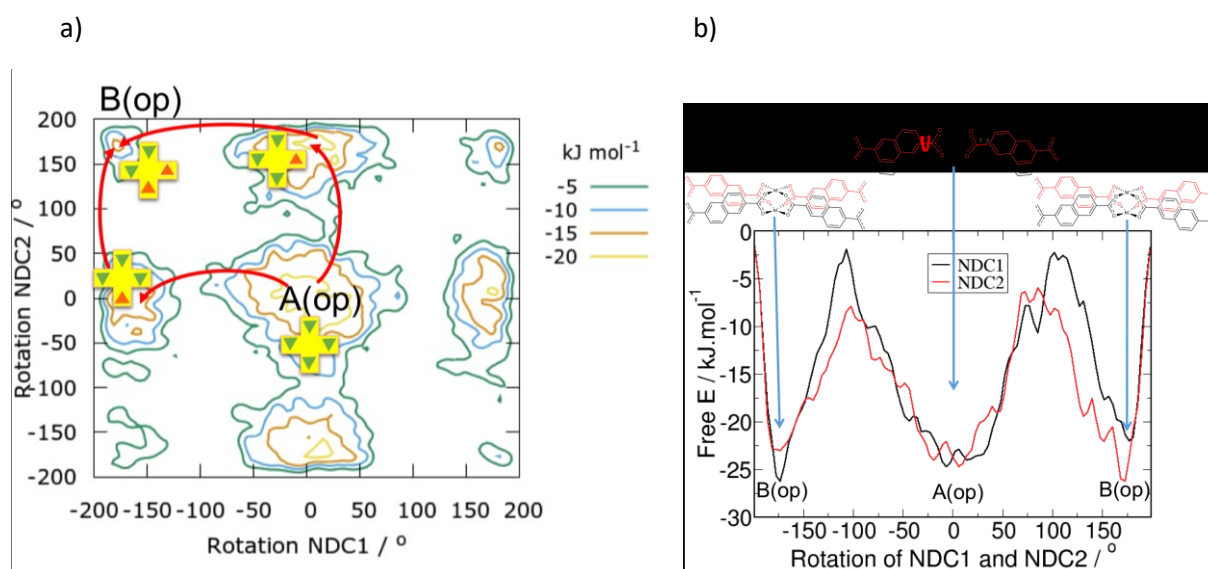 a)
b)
B(op)
A(op)
200
150
100
50
0
-50
-100
-150
-200
Rotation NDC2 / °
-200 -150 -100 -50 0 50 100 150 200
Rotation NDC1 / °
kJ mol⁻¹
-5
-10
-15
-20
0
-5
-10
-15
-20
-25
-30
Free E / kJ.mol⁻¹
NDC1
NDC2
B(op) A(op) B(op)
-175 -100 -50 0 50 100 175
Rotation of NDC1 and NDC2 / °